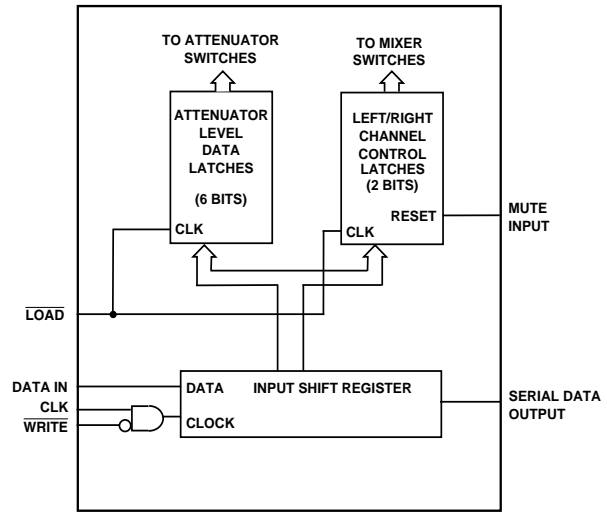 TO ATTENUATOR
SWITCHES
TO MIXER
SWITCHES
ATTENUATOR
LEVEL
DATA
LATCHES
(6 BITS)
CLK
LEFT/RIGHT
CHANNEL
CONTROL
LATCHES
(2 BITS)
RESET
CLK
MUTE
INPUT
LOAD
DATA IN
CLK
WRITE
DATA
INPUT SHIFT REGISTER
CLOCK
SERIAL DATA
OUTPUT